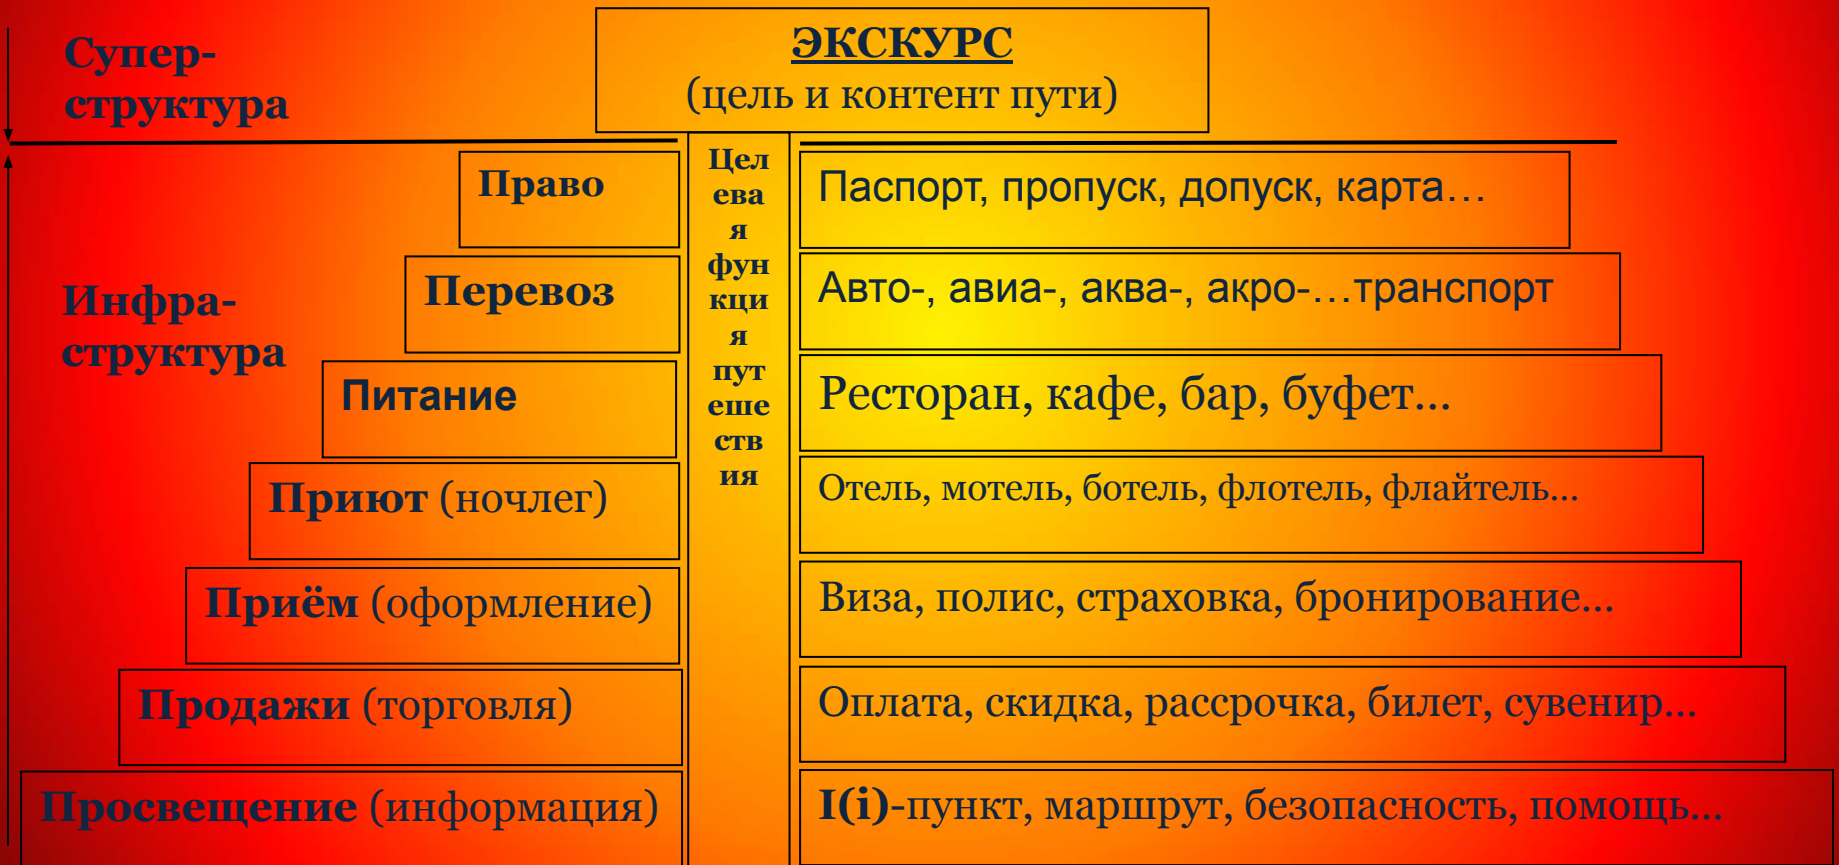 Супер-
структура
ЭКСКУРС
(цель и контент пути)
Инфра-
структура
Цел
ева
я
фун
кци
я
пут
еше
ств
ия
Право
Паспорт, пропуск, допуск, карта…
Перевоз
Авто-, авиа-, аква-, акро-…транспорт
Питание
Ресторан, кафе, бар, буфет…
Приют (ночлег)
Отель, мотель, ботель, флотель, флайтель…
Приём (оформление)
Виза, полис, страховка, бронирование…
Продажи (торговля)
Оплата, скидка, рассрочка, билет, сувенир…
Просвещение (информация)
I(i)-пункт, маршрут, безопасность, помощь…